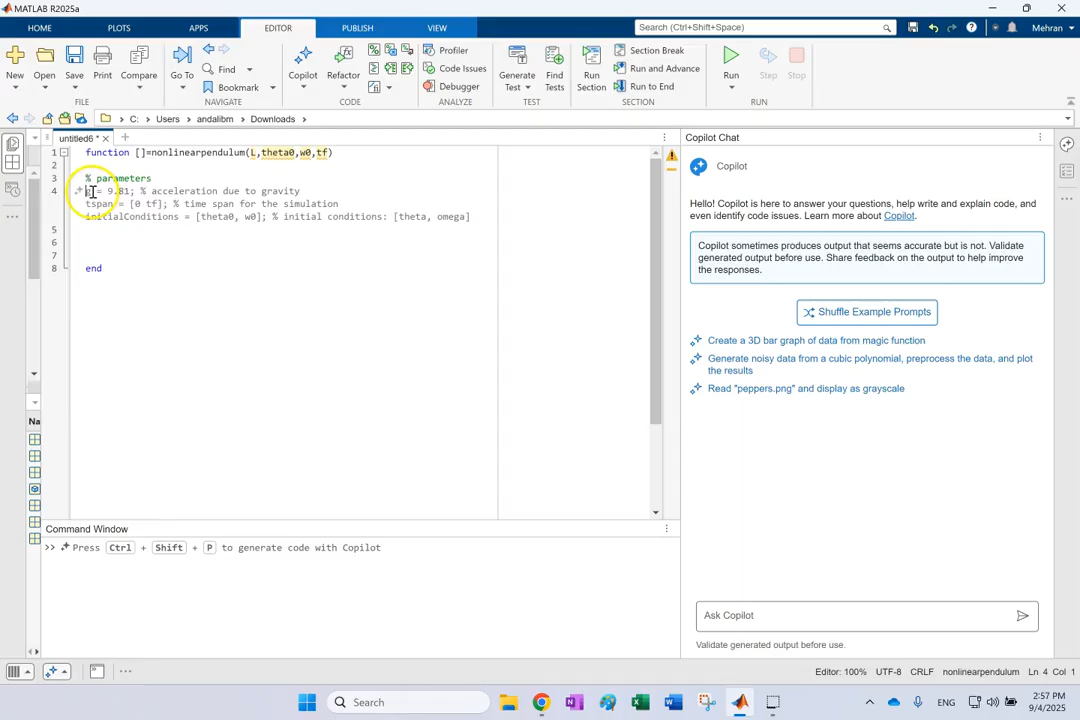 MATLAB R2025a
HOME PLOTS APPS EDITOR PUBLISH VIEW Search (Ctrl+Shift+Space) Mehran
New Open Save Print Compare Go To Find Bookmark Copilot Refactor Profiler Code Issues Debugger Generate Test Find Tests Run Section Section Break Run and Advance Run to End Run Step Stop
FILE NAVIGATE CODE ANALYZE TEST SECTION RUN
C: Users andalibm Downloads
untitled6 * ×
1 function []=nonlinearpendulum(L,theta0,w0,tf)
2
3 % parameters
4 g = 9.81; % acceleration due to gravity
tspan = [0 tf]; % time span for the simulation
initialConditions = [theta0, w0]; % initial conditions: [theta, omega]
5
6
7
8 end
Na
Command Window
>> Press Ctrl + Shift + P to generate code with Copilot
Copilot Chat
Copilot
Hello! Copilot is here to answer your questions, help write and explain code, and
even identify code issues. Learn more about Copilot.
Copilot sometimes produces output that seems accurate but is not. Validate
generated output before use. Share feedback on the output to help improve
the responses.
Shuffle Example Prompts
Create a 3D bar graph of data from magic function
Generate noisy data from a cubic polynomial, preprocess the data, and plot
the results
Read "peppers.png" and display as grayscale
Ask Copilot
Validate generated output before use.
Editor: 100% UTF-8 CRLF nonlinearpendulum Ln 4 Col 1
Search ENG 2:57 PM
9/4/2025